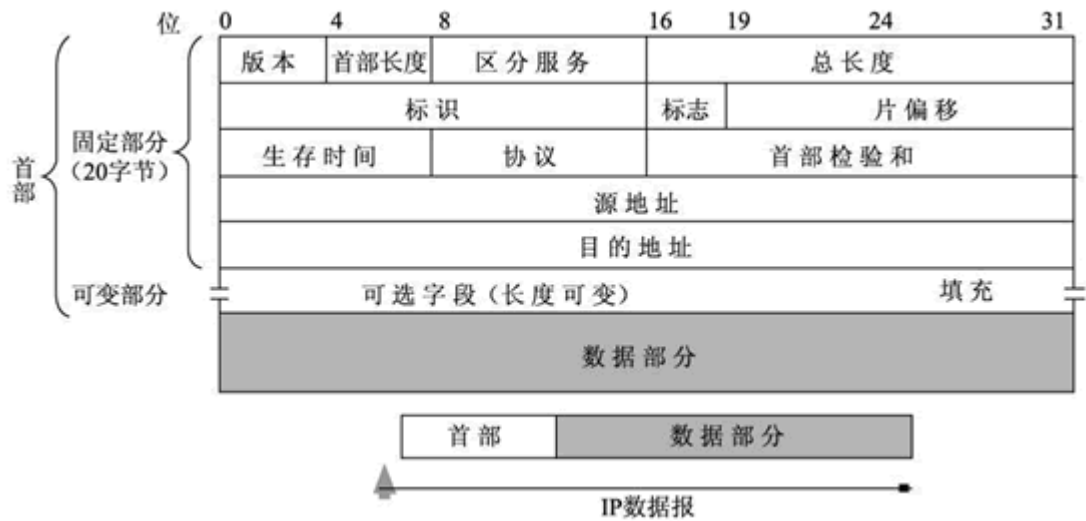 位 0 4 8 16 19 24 31
版本 首部长度 区分服务 总长度
标识 标志 片偏移
固定部分
(20字节)
生存时间 协议 首部检验和
首部
源地址
目的地址
可变部分 可选字段(长度可变) 填充
数据部分
首部 数据部分
IP数据报